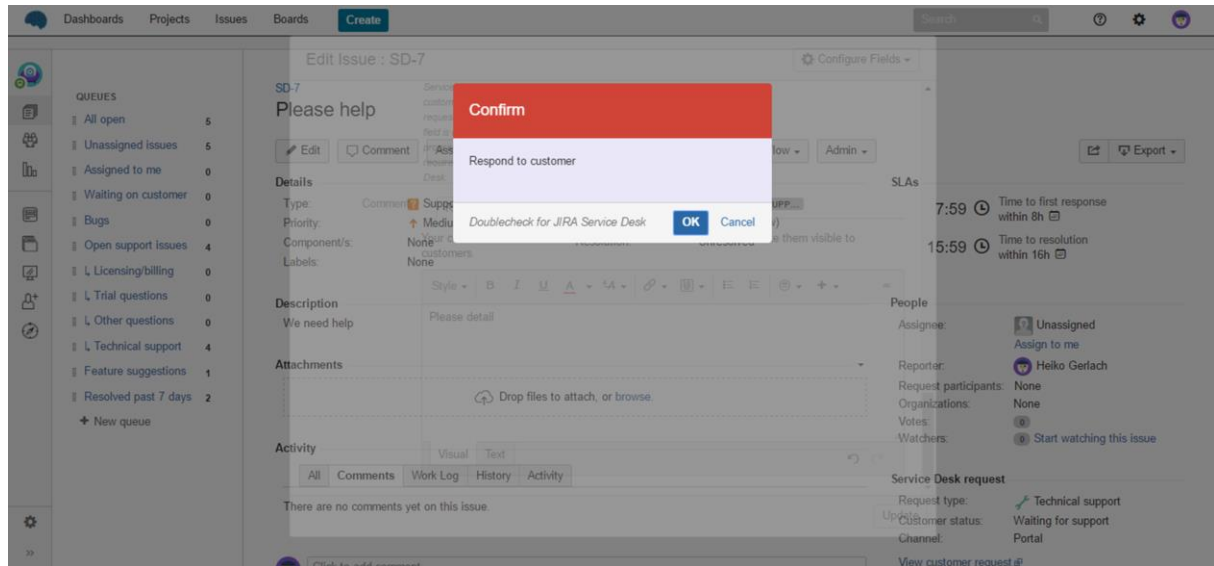 Dashboards Projects Issues Boards Create Search
Edit Issue : SD-7 Configure Fields
QUEUES
All open 5
Unassigned issues 5
Assigned to me 0
Waiting on customer 0
Bugs 0
Open support issues 4
Licensing/billing 0
Trial questions 0
Other questions 0
Technical support 4
Feature suggestions 1
Resolved past 7 days 2
+ New queue
SD-7
Please help
Edit Comment Admin Export
Confirm
Respond to customer
Doublecheck for JIRA Service Desk OK Cancel
Details
Type:
Priority:
Component/s: None
Labels: None
Unresolved
them visible to
customers
Style B I U A
Description
We need help
Please detail
Attachments
Drop files to attach, or browse.
Visual Text
Activity
All Comments Work Log History Activity
There are no comments yet on this issue.
Update
Click to add comment
SLAs
7:59 Time to first response
within 8h
15:59 Time to resolution
within 16h
People
Assignee: Unassigned
Assign to me
Reporter: Heiko Gerlach
Request participants: None
Organizations: None
Votes: 0
Watchers: 0 Start watching this issue
Service Desk request
Request type: Technical support
Customer status: Waiting for support
Channel: Portal
View customer request